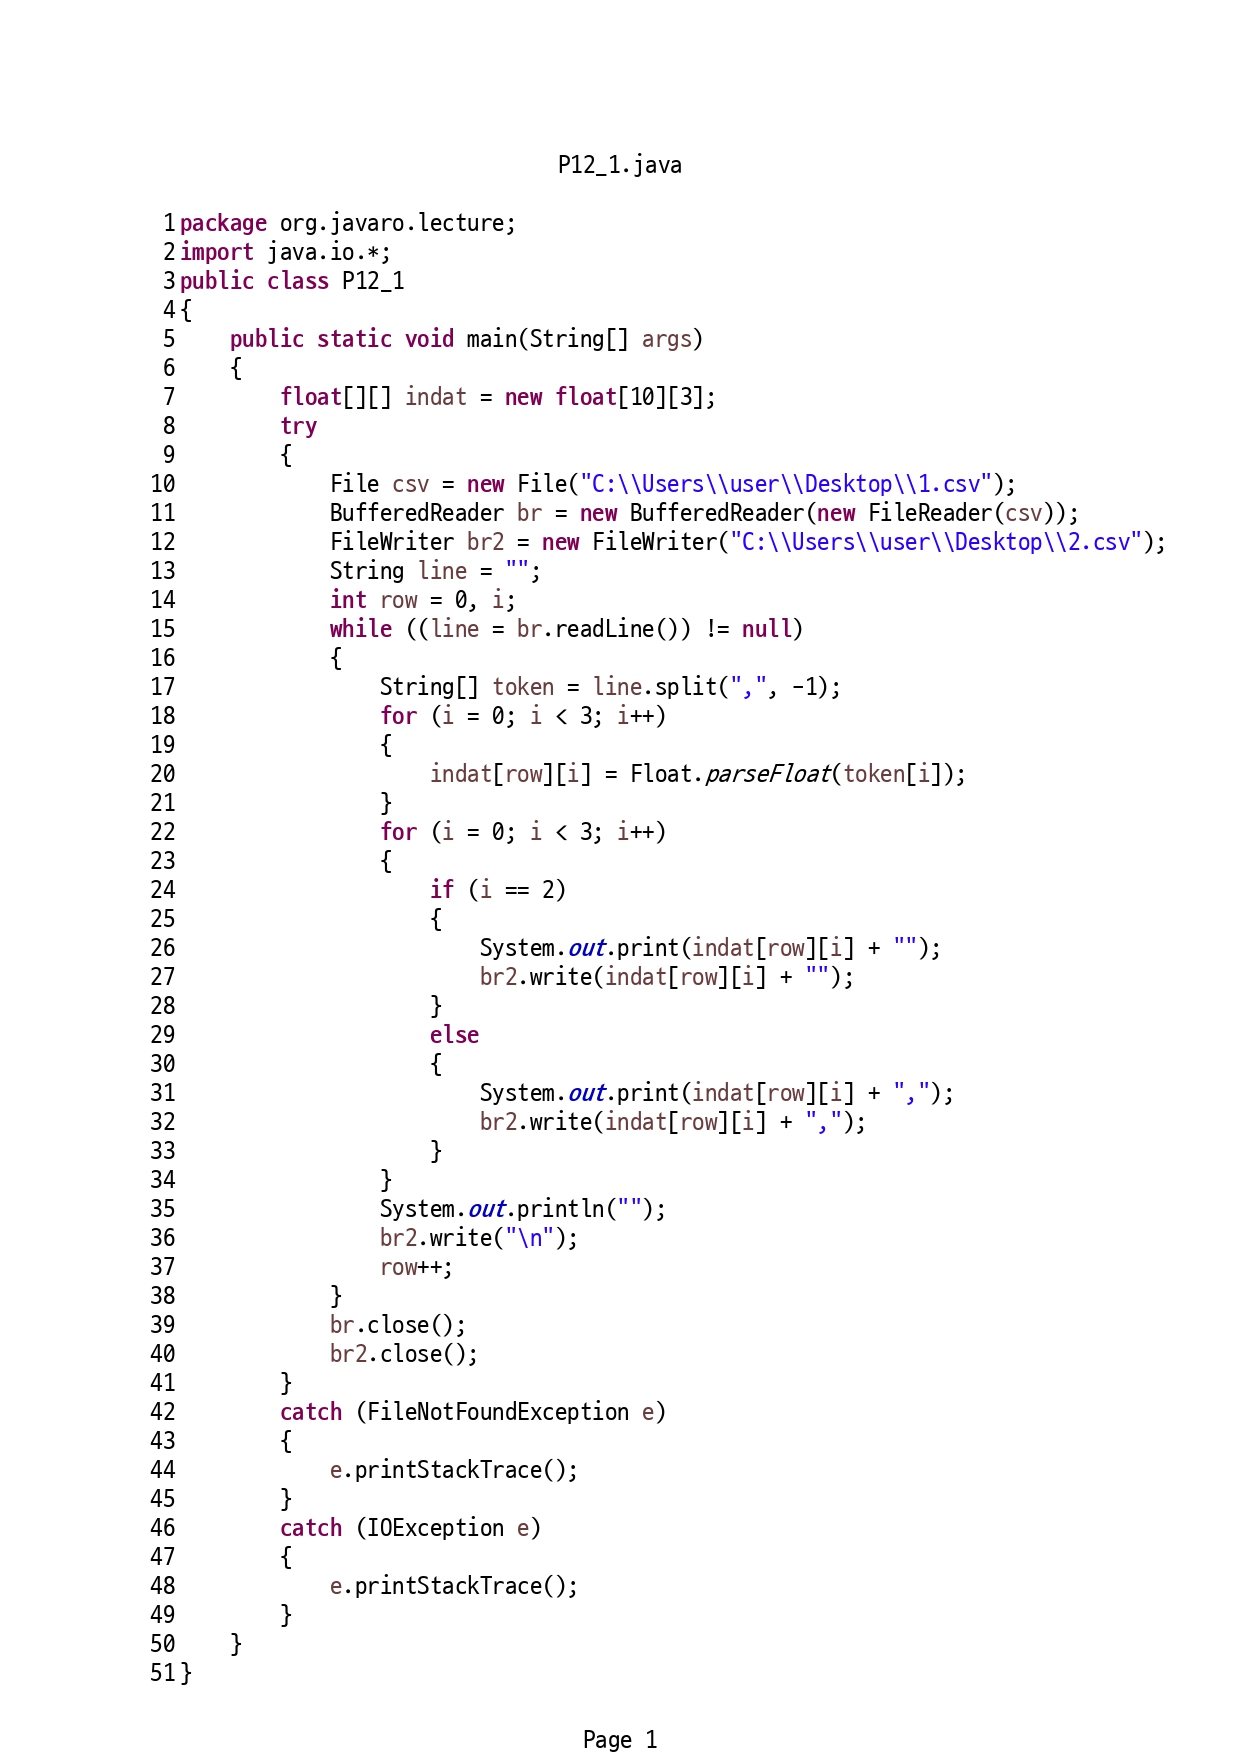 P12_1.java
1package org.javaro.lecture;
2import java.io.*;
3public class P12_1
4{
5    public static void main(String[] args)
6    {
7        float[][] indat = new float[10][3];
8        try
9        {
10            File csv = new File("C:\\Users\\user\\Desktop\\1.csv");
11            BufferedReader br = new BufferedReader(new FileReader(csv));
12            FileWriter br2 = new FileWriter("C:\\Users\\user\\Desktop\\2.csv");
13            String line = "";
14            int row = 0, i;
15            while ((line = br.readLine()) != null)
16            {
17                String[] token = line.split(",", -1);
18                for (i = 0; i < 3; i++)
19                {
20                    indat[row][i] = Float.parseFloat(token[i]);
21                }
22                for (i = 0; i < 3; i++)
23                {
24                    if (i == 2)
25                    {
26                        System.out.print(indat[row][i] + "");
27                        br2.write(indat[row][i] + "");
28                    }
29                    else
30                    {
31                        System.out.print(indat[row][i] + ",");
32                        br2.write(indat[row][i] + ",");
33                    }
34                }
35                System.out.println("");
36                br2.write("\n");
37                row++;
38            }
39            br.close();
40            br2.close();
41        }
42        catch (FileNotFoundException e)
43        {
44            e.printStackTrace();
45        }
46        catch (IOException e)
47        {
48            e.printStackTrace();
49        }
50    }
51}
Page 1